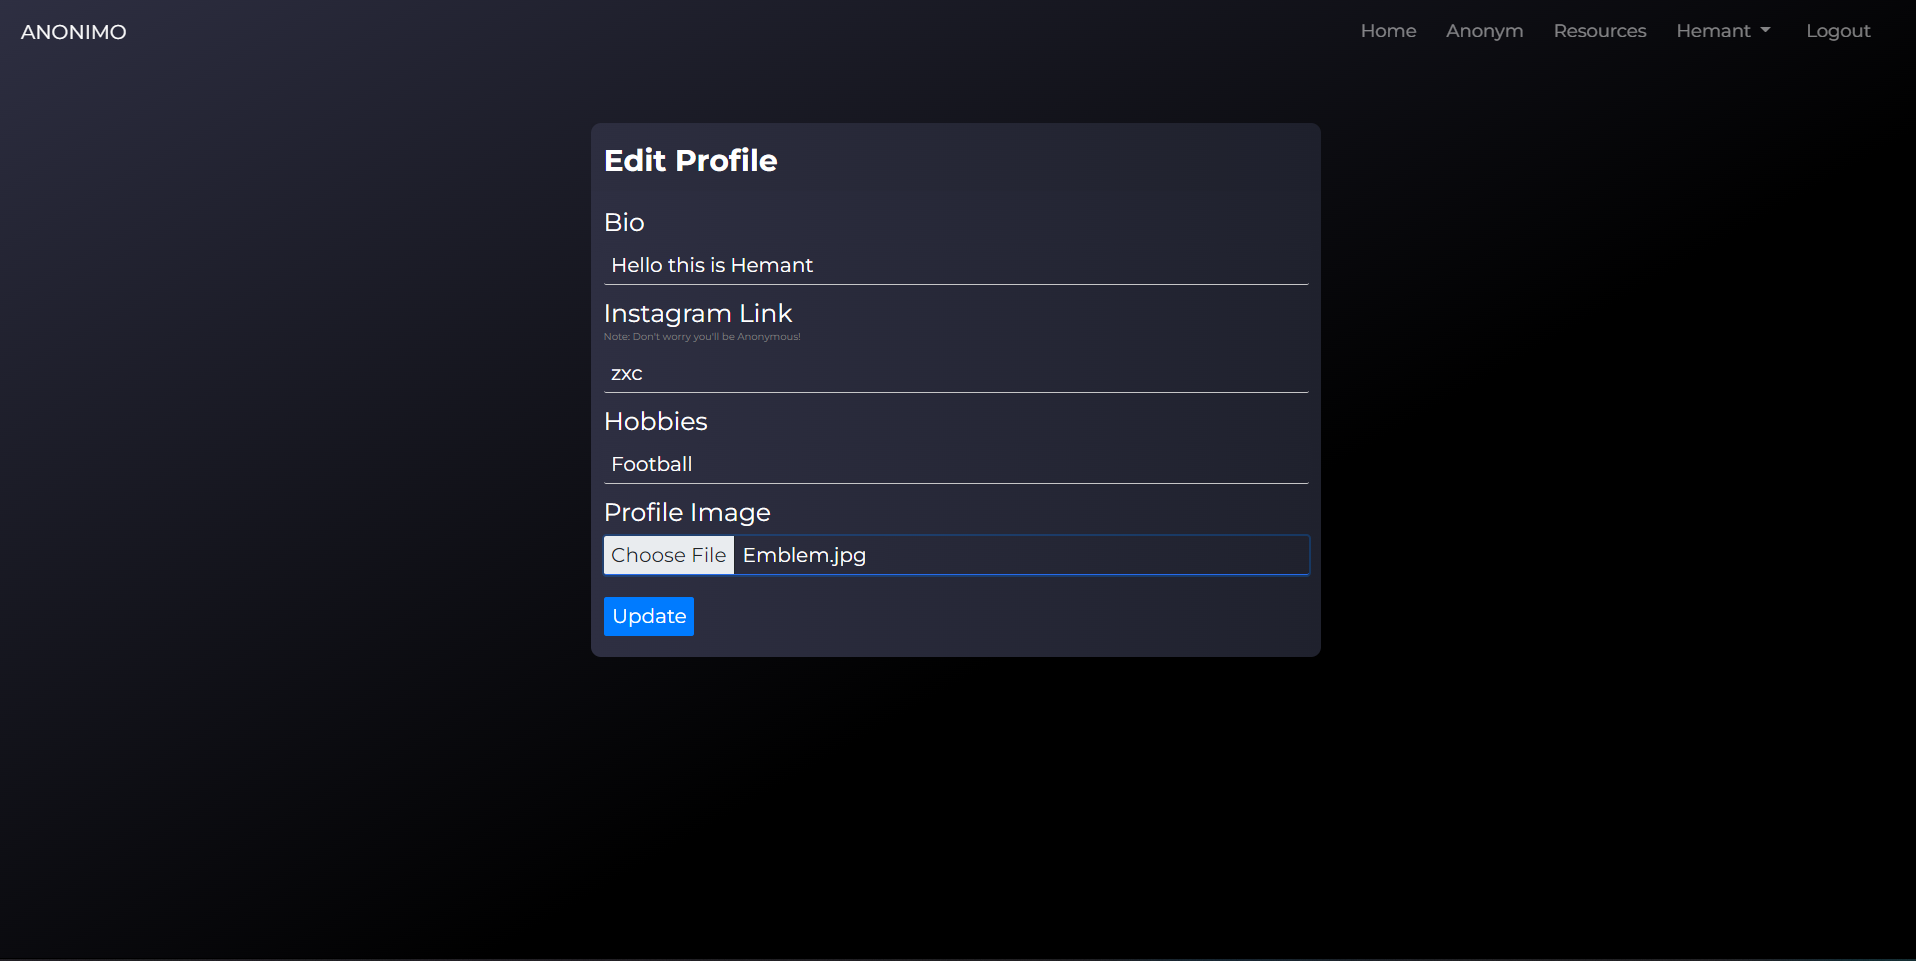 ANONIMO
Home Anonym Resources Hemant Logout
Edit Profile
Bio
Hello this is Hemant
Instagram Link
Note: Don't worry you'll be Anonymous!
zxc
Hobbies
Football
Profile Image
Choose File Emblem.jpg
Update